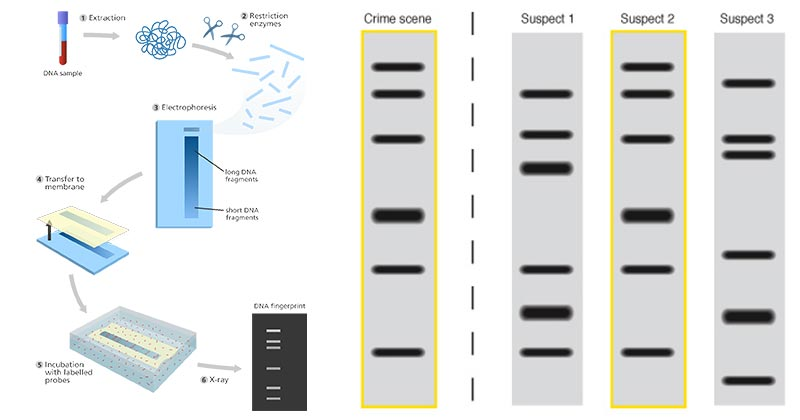 ① Extraction
② Restriction
enzymes
DNA sample
③ Electrophoresis
long DNA
fragments
short DNA
fragments
④ Transfer to
membrane
DNA fingerprint
⑤ Incubation
with labelled
probes
⑥ X-ray
Crime scene
Suspect 1
Suspect 2
Suspect 3